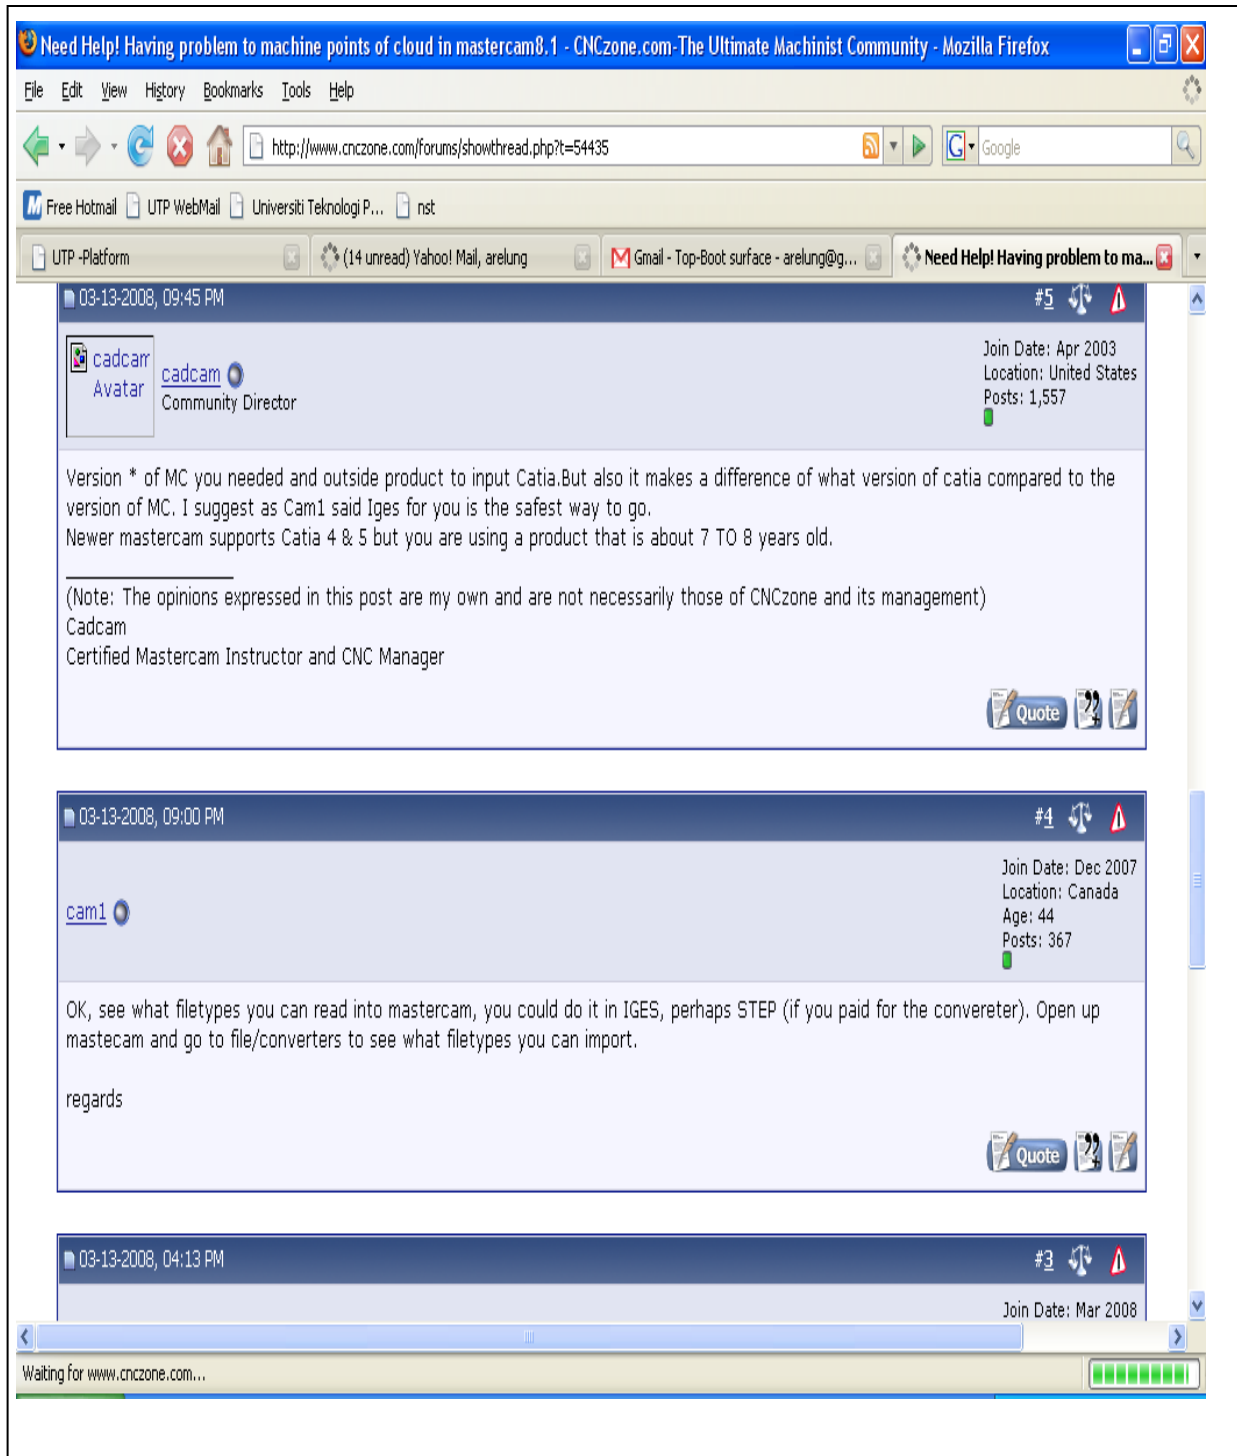 Need Help! Having problem to machine points of cloud in mastercam8.1 - CNCzone.com-The Ultimate Machinist Community - Mozilla Firefox
File Edit View History Bookmarks Tools Help
http://www.cnczone.com/forums/showthread.php?t=54435 G Google
Free Hotmail UTP WebMail Universiti Teknologi P... nst
UTP -Platform (14 unread) Yahoo! Mail, arelung Gmail - Top-Boot surface - arelung@g... Need Help! Having problem to ma...
03-13-2008, 09:45 PM #5
cadcam
Avatar
cadcam
Community Director
Join Date: Apr 2003
Location: United States
Posts: 1,557
Version * of MC you needed and outside product to input Catia.But also it makes a difference of what version of catia compared to the
version of MC. I suggest as Cam1 said Iges for you is the safest way to go.
Newer mastercam supports Catia 4 & 5 but you are using a product that is about 7 TO 8 years old.
(Note: The opinions expressed in this post are my own and are not necessarily those of CNCzone and its management)
Cadcam
Certified Mastercam Instructor and CNC Manager
Quote
03-13-2008, 09:00 PM #4
cam1
Join Date: Dec 2007
Location: Canada
Age: 44
Posts: 367
OK, see what filetypes you can read into mastercam, you could do it in IGES, perhaps STEP (if you paid for the convereter). Open up
mastecam and go to file/converters to see what filetypes you can import.
regards
Quote
03-13-2008, 04:13 PM #3
Join Date: Mar 2008
Waiting for www.cnczone.com...